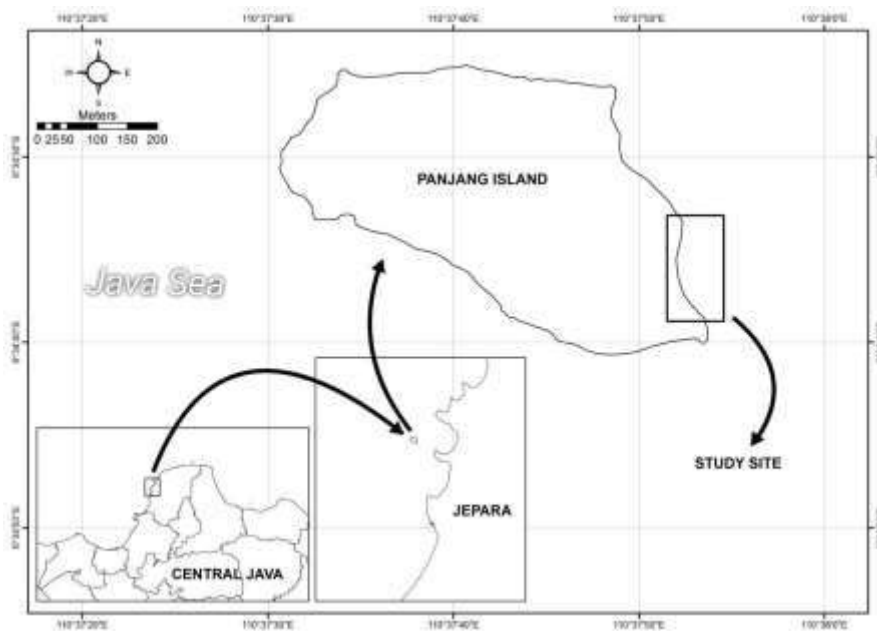 110°37'20"E 110°37'30"E 110°37'40"E 110°37'50"E 110°38'0"E
N
E
S
Meters
0 25 50 100 150 200
PANJANG ISLAND
Java Sea
STUDY SITE
JEPARA
CENTRAL JAVA
110°37'20"E 110°37'30"E 110°37'40"E 110°37'50"E 110°38'0"E